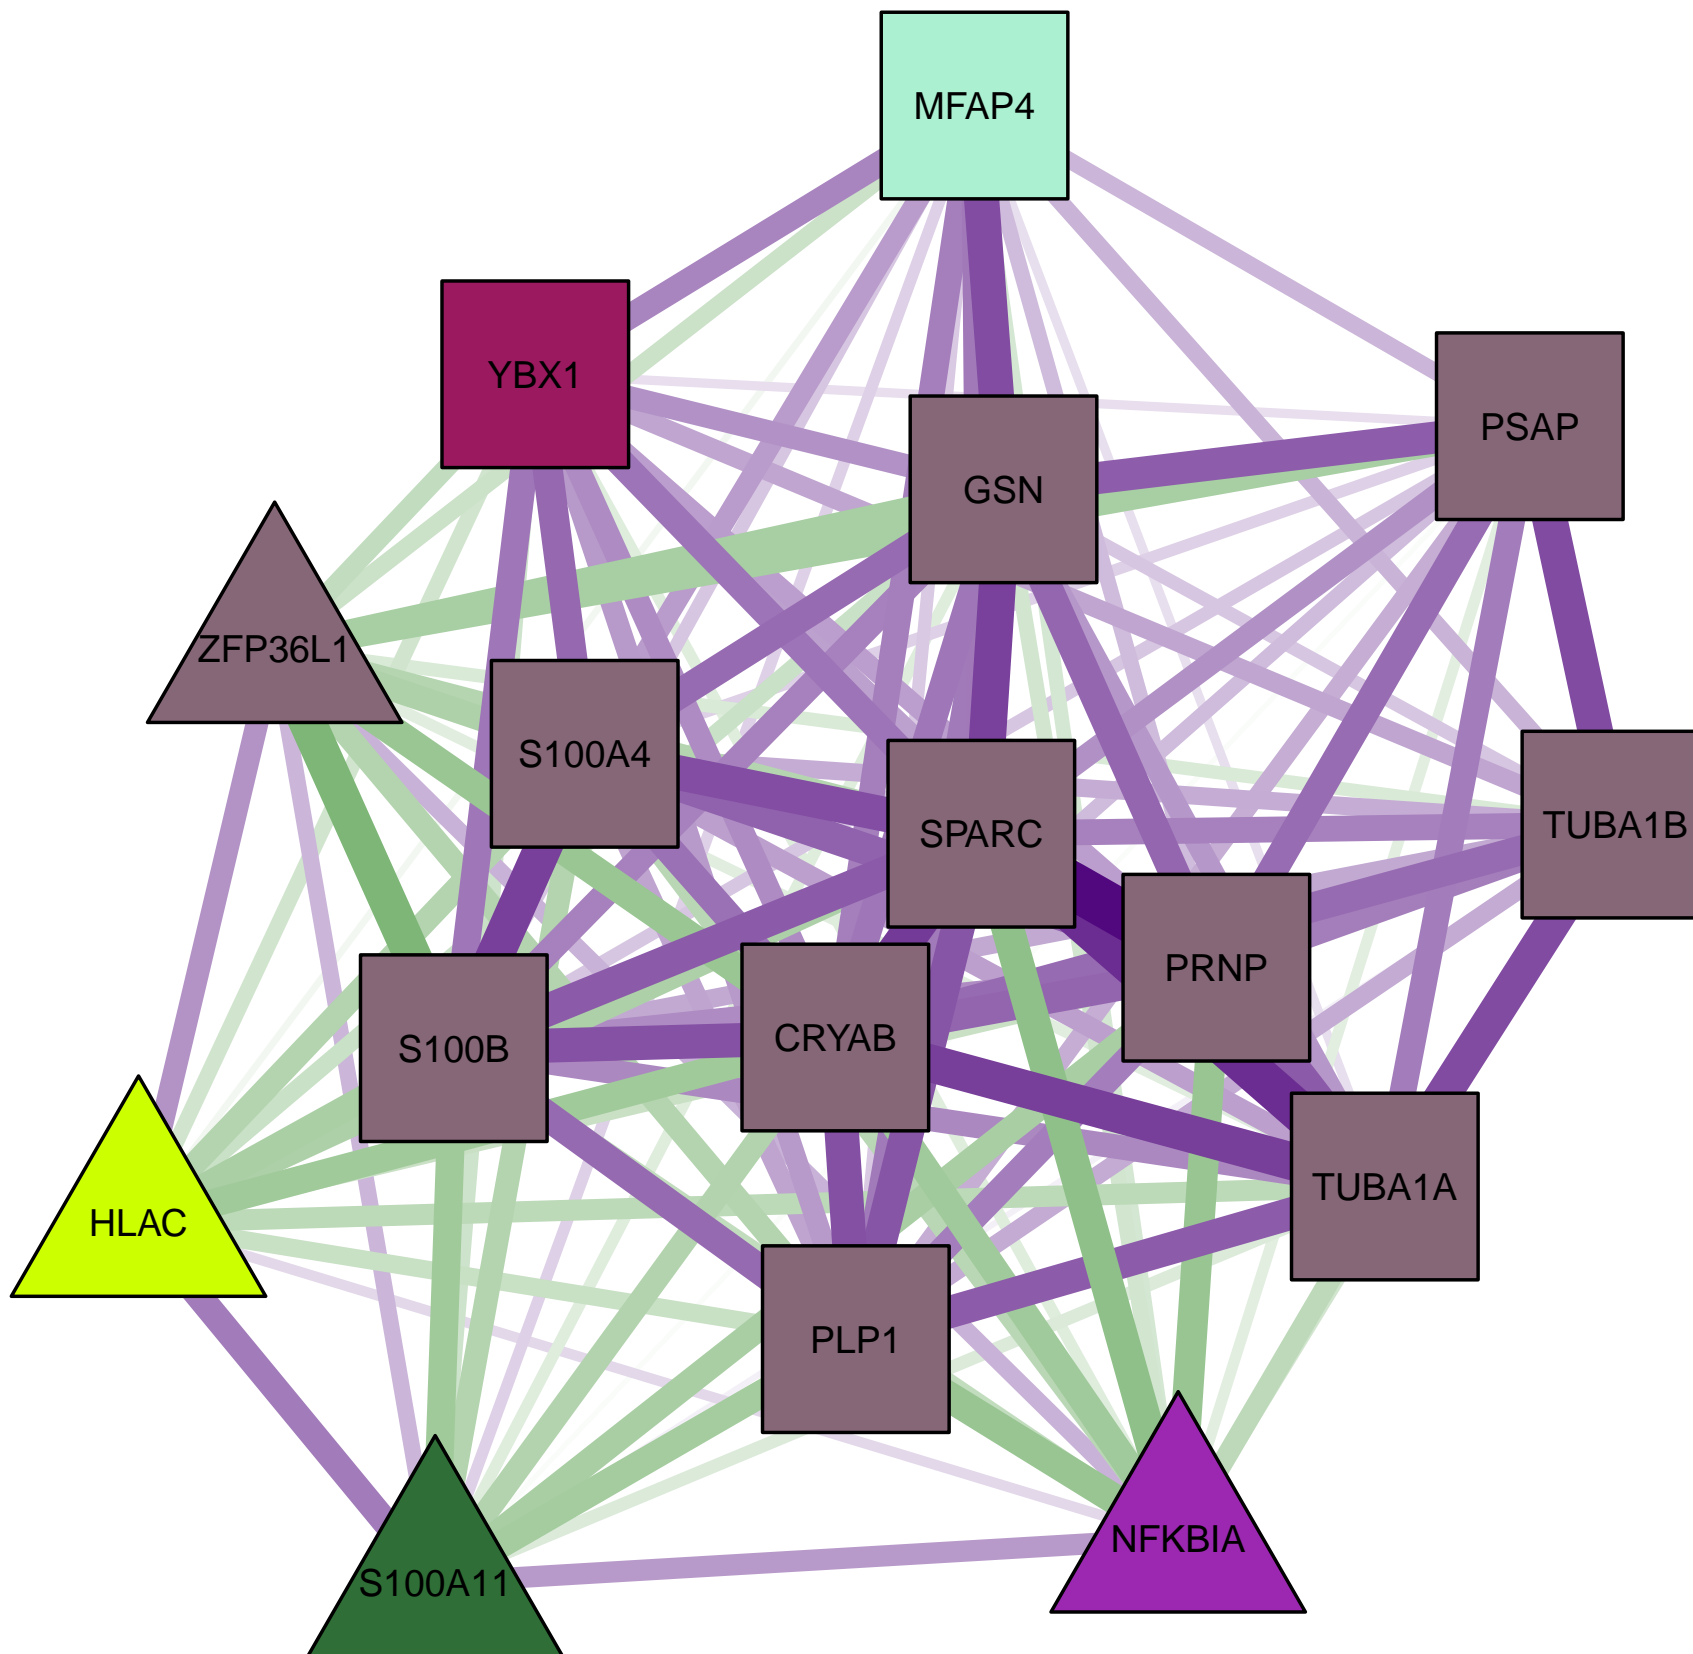 MFAP4
YBX1
PSAP
GSN
ZFP36L1
S100A4
SPARC
TUBA1B
PRNP
CRYAB
S100B
TUBA1A
HLAC
PLP1
NFKBIA
S100A11